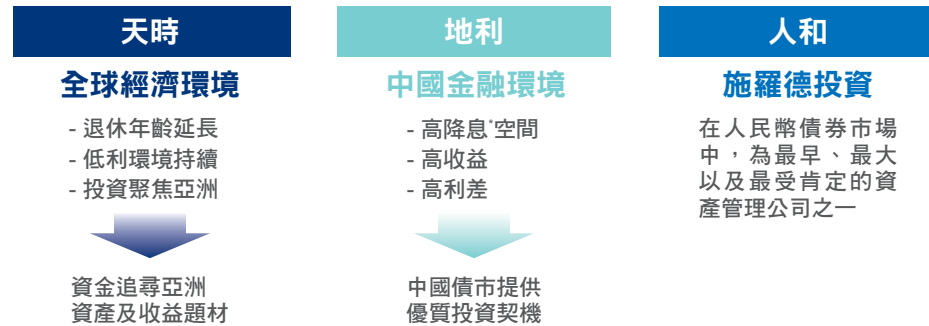 天時
全球經濟環境
- 退休年齡延長
- 低利環境持續
- 投資聚焦亞洲
資金追尋亞洲
資產及收益題材
地利
中國金融環境
- 高降息*空間
- 高收益
- 高利差
中國債市提供
優質投資契機
人和
施羅德投資
在人民幣債券市場
中，為最早、最大
以及最受肯定的資
產管理公司之一